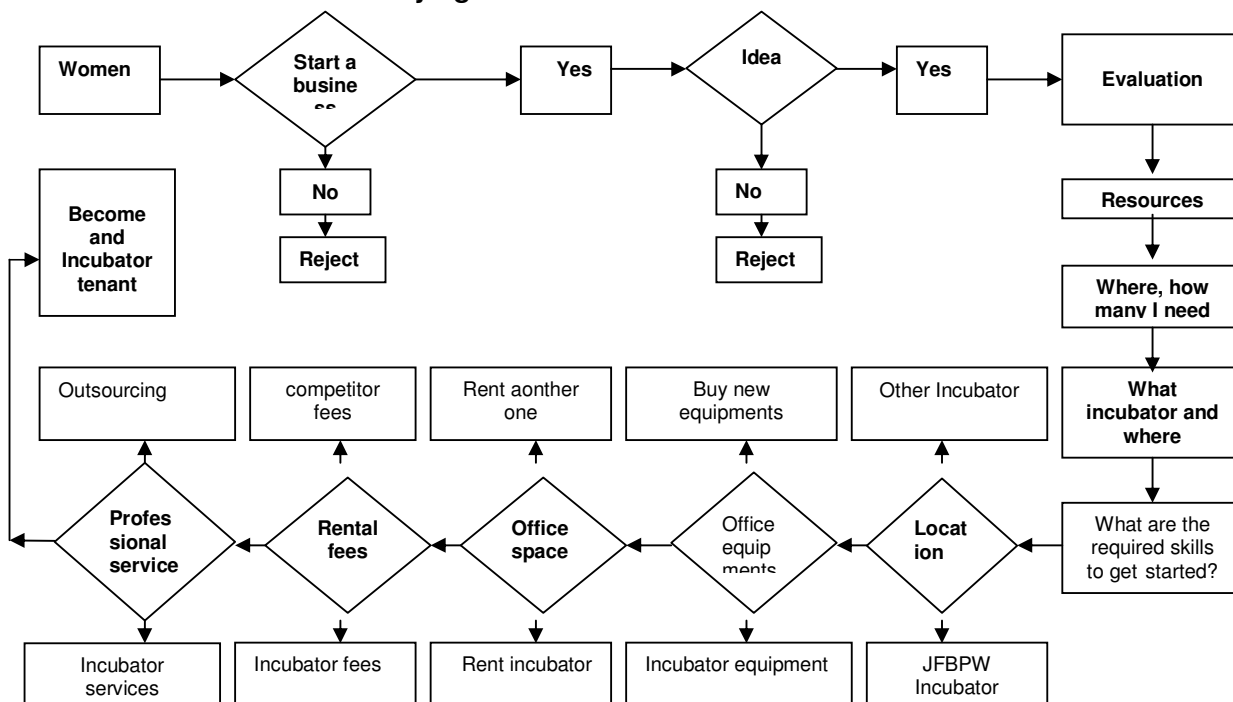 Women
Start a
busine
ss
Yes
Idea
Yes
Evaluation
No
Reject
No
Reject
Resources
Become
and
Incubator
tenant
Where, how
many I need
Outsourcing
competitor
fees
Rent aonther
one
Buy new
equipments
Other Incubator
What
incubator and
where
Profes
sional
service
Rental
fees
Office
space
Office
equip
ments
Locat
ion
What are the
required skills
to get started?
Incubator
services
Incubator fees
Rent incubator
Incubator equipment
JFBPW
Incubator